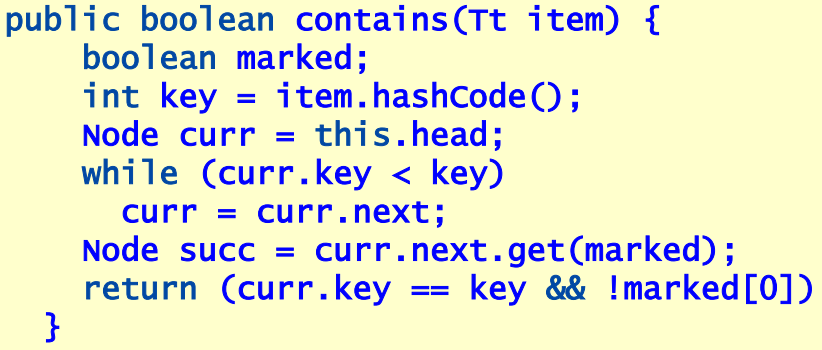 public boolean contains(Tt item) {
    boolean marked;
    int key = item.hashCode();
    Node curr = this.head;
    while (curr.key < key)
      curr = curr.next;
    Node succ = curr.next.get(marked);
    return (curr.key == key && !marked[0])
  }